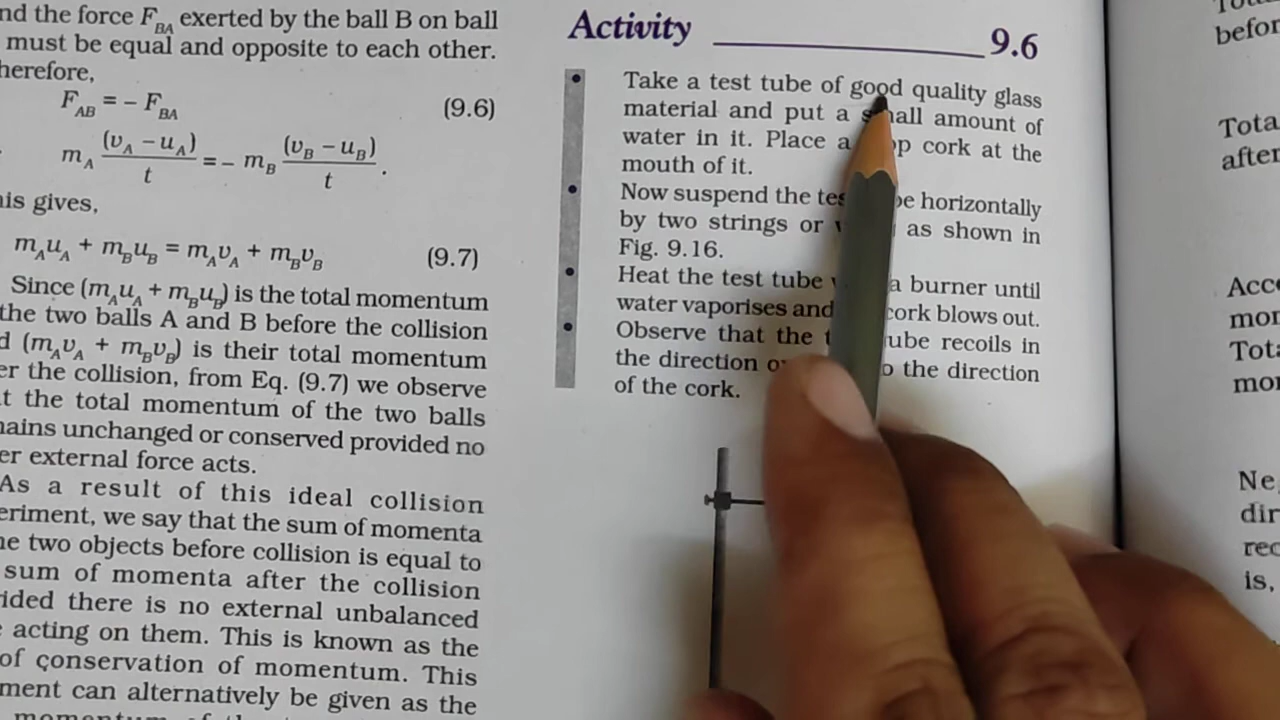 nd the force F_BA exerted by the ball B on ball
must be equal and opposite to each other.
herefore,
F_AB = – F_BA (9.6)
m_A (v_A – u_A)/t = – m_B (v_B – u_B)/t .
his gives,
m_A u_A + m_B u_B = m_A v_A + m_B v_B (9.7)
Since (m_A u_A + m_B u_B) is the total momentum
the two balls A and B before the collision
d (m_A v_A + m_B v_B) is their total momentum
er the collision, from Eq. (9.7) we observe
t the total momentum of the two balls
ains unchanged or conserved provided no
er external force acts.
As a result of this ideal collision
eriment, we say that the sum of momenta
he two objects before collision is equal to
sum of momenta after the collision
ided there is no external unbalanced
acting on them. This is known as the
of conservation of momentum. This
ment can alternatively be given as the
Activity 9.6
• Take a test tube of good quality glass
material and put a small amount of
water in it. Place a op cork at the
mouth of it.
• Now suspend the tes be horizontally
by two strings or as shown in
Fig. 9.16.
• Heat the test tube a burner until
water vaporises and cork blows out.
• Observe that the t ube recoils in
the direction o o the direction
of the cork.
befor
Tota
after
Acc
mor
Tota
mor
Neg
dir
rec
is,